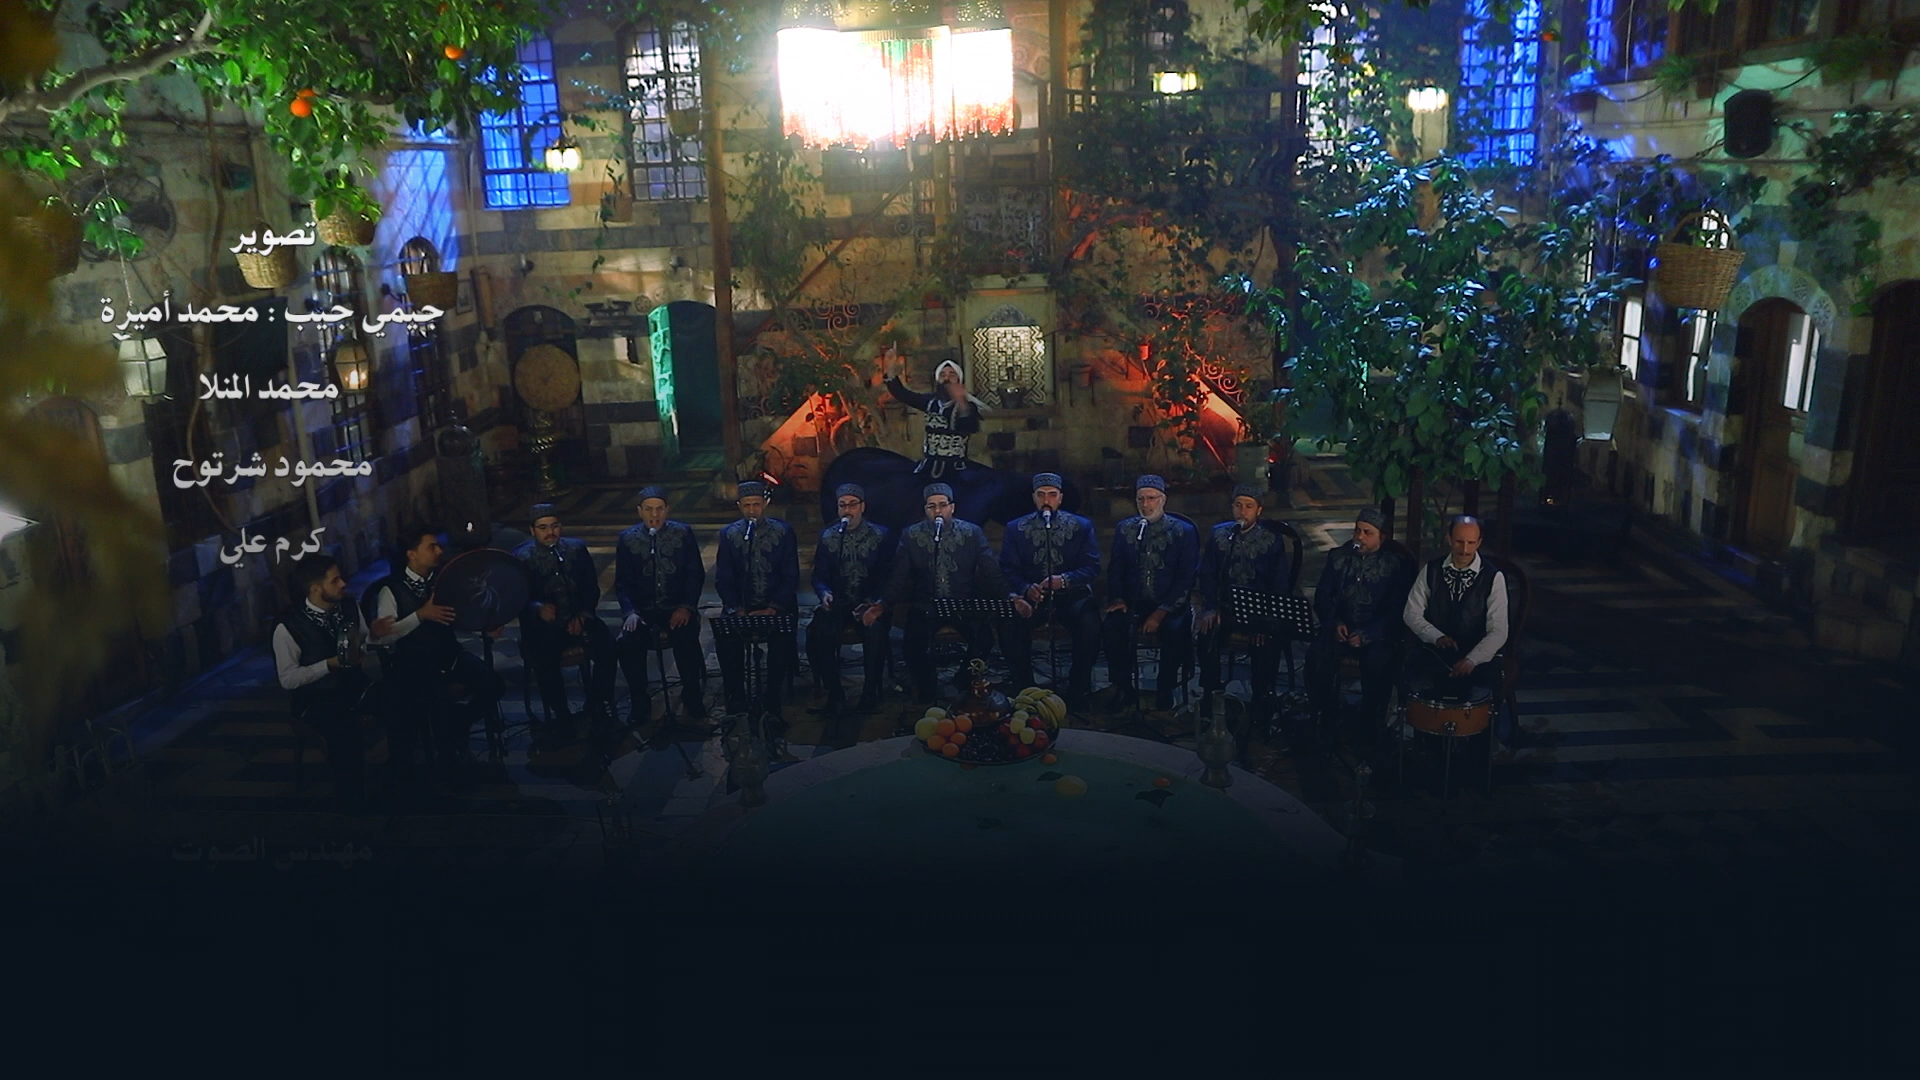 تصوير
جيمي جيب : محمد أميرة
محمد المنلا
محمود شرتوح
كرم علي
مهندس الصوت